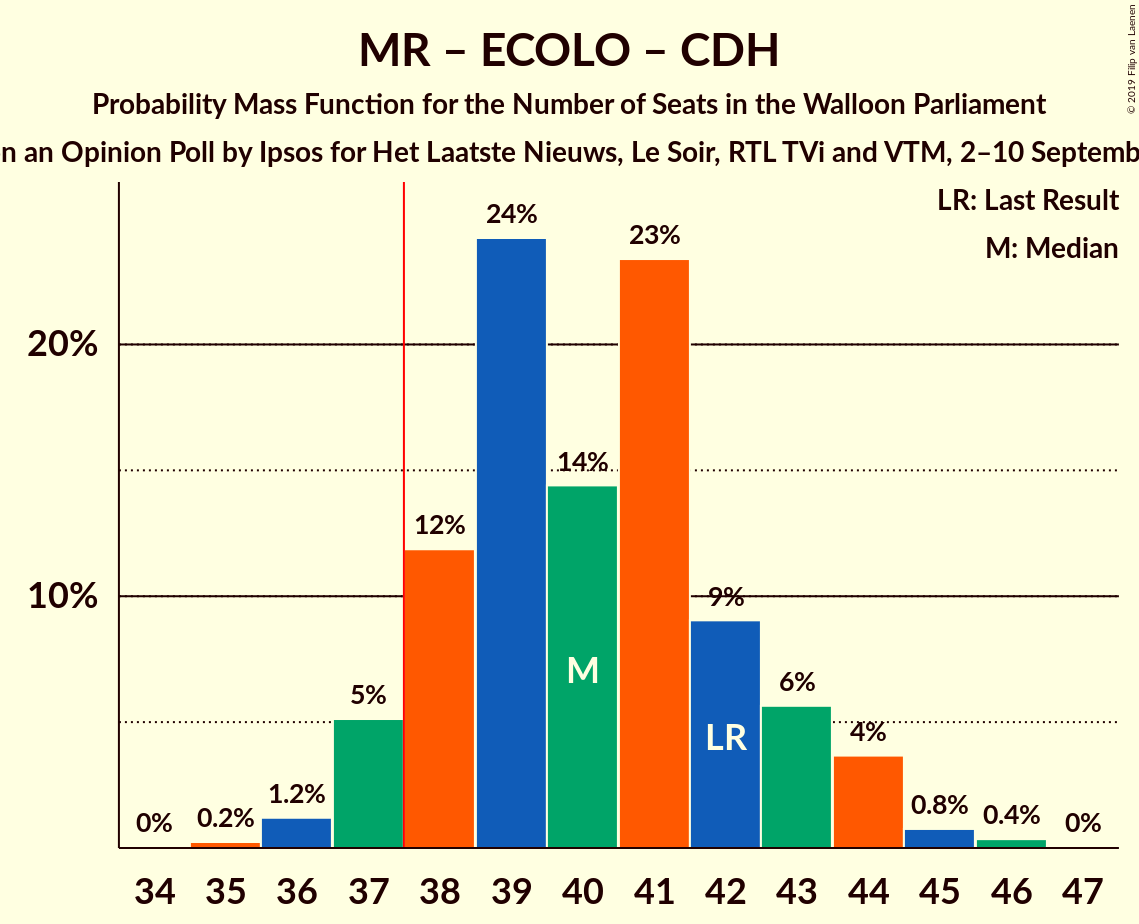 MR – ECOLO – CDH
Probability Mass Function for the Number of Seats in the Walloon Parliament
n an Opinion Poll by Ipsos for Het Laatste Nieuws, Le Soir, RTL TVi and VTM, 2–10 Septemb
© 2019 Filip van Laenen
LR: Last Result
M: Median
24%
23%
20%
14%
12%
10%
9%
M
5%
6%
LR
4%
1.2%
0%
0.2%
0.8%
0.4%
0%
34 35 36 37 38 39 40 41 42 43 44 45 46 47